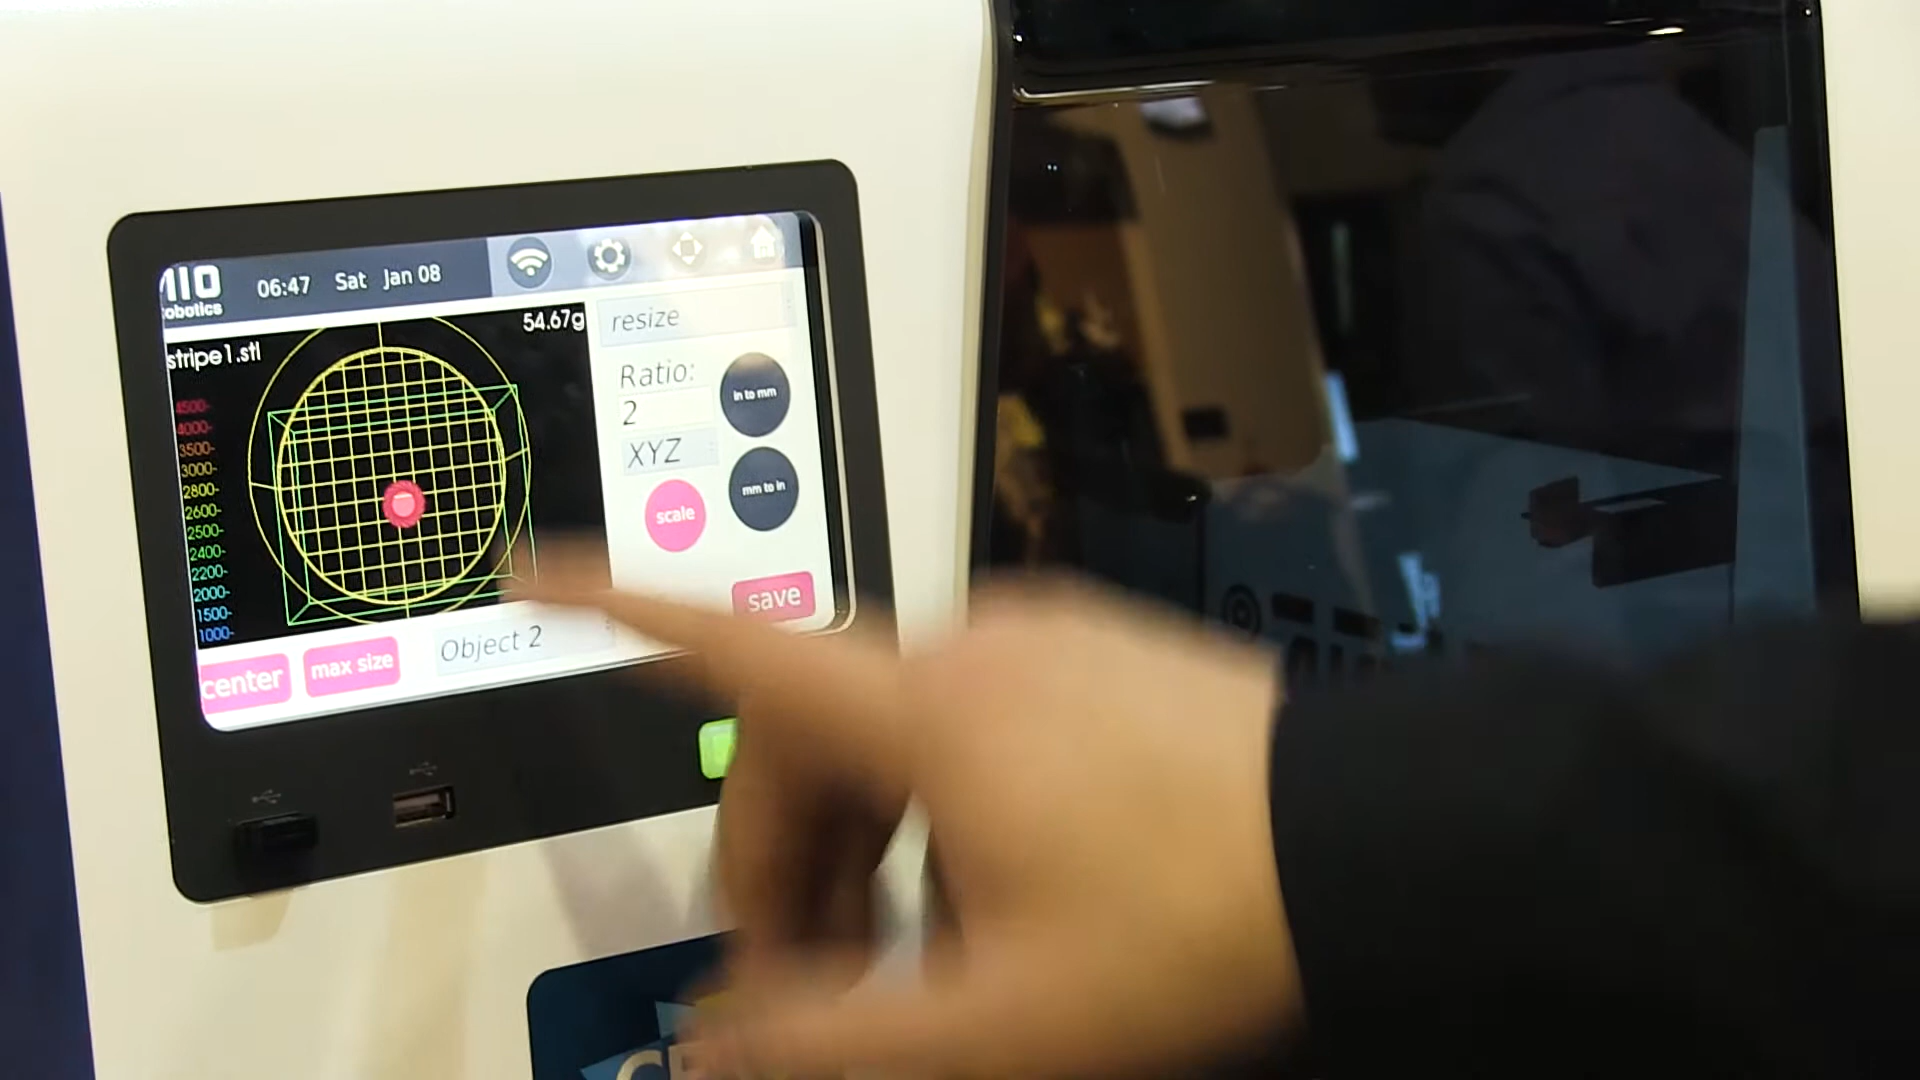 06:47 Sat Jan 08
obotics
54.67g
stripe1.stl
4500-
4000-
3500-
3000-
2800-
2600-
2500-
2400-
2200-
2000-
1500-
1000-
resize
Ratio:
2
XYZ
in to mm
mm to in
scale
save
Object 2
center
max size